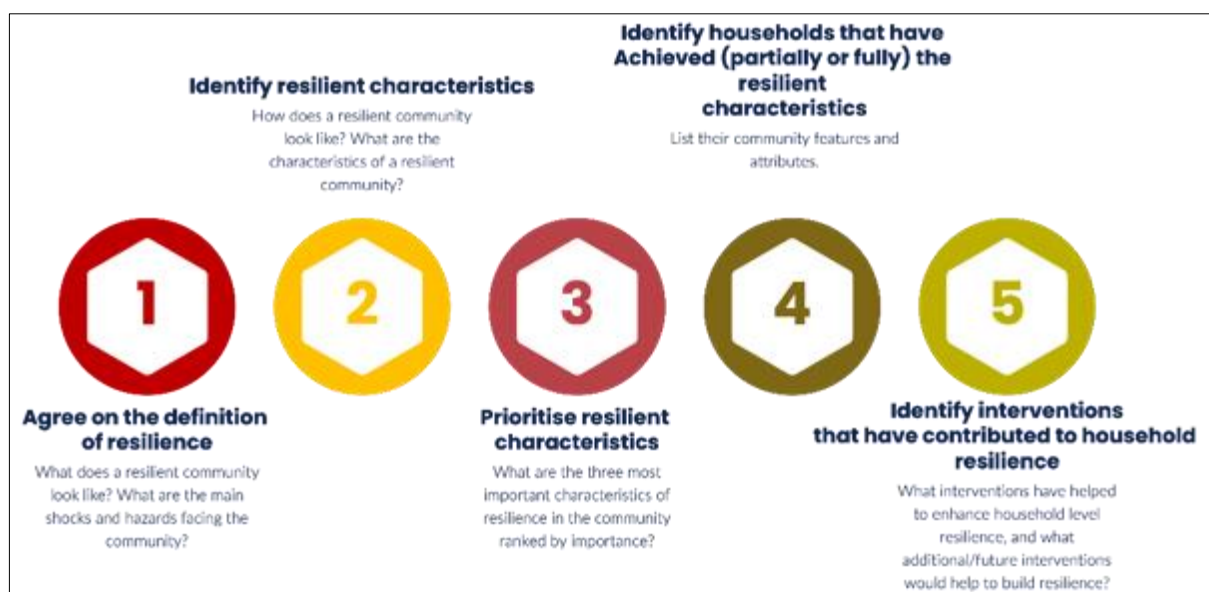 Identify households that have
Achieved (partially or fully) the
resilient
characteristics
List their community features and
attributes.
Identify resilient characteristics
How does a resilient community
look like? What are the
characteristics of a resilient
community?
1
2
3
4
5
Agree on the definition
of resilience
What does a resilient community
look like? What are the main
shocks and hazards facing the
community?
Prioritise resilient
characteristics
What are the three most
important characteristics of
resilience in the community
ranked by importance?
Identify interventions
that have contributed to household
resilience
What interventions have helped
to enhance household level
resilience, and what
additional/future interventions
would help to build resilience?